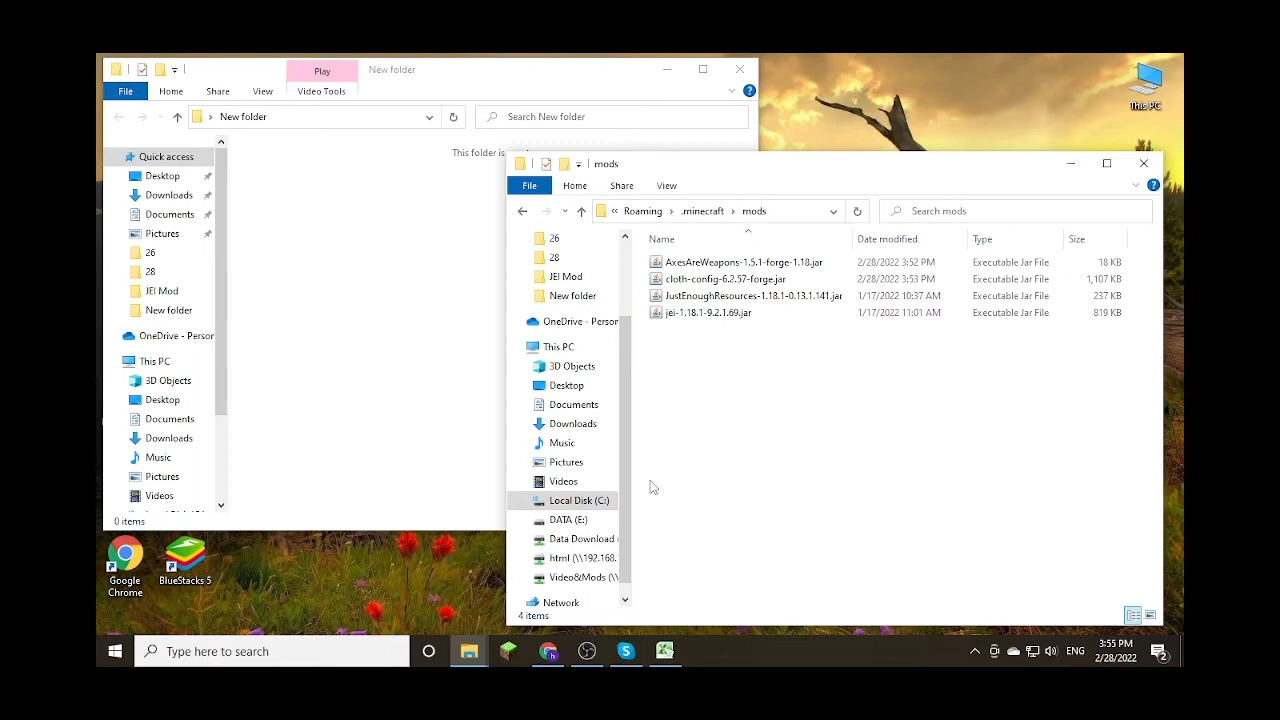 Play
New folder
File
Home
Share
View
Video Tools
New folder
Search New folder
This folder is
Quick access
Desktop
Downloads
Documents
Pictures
26
28
JEI Mod
New folder
OneDrive - Person
This PC
3D Objects
Desktop
Documents
Downloads
Music
Pictures
Videos
0 items
mods
File
Home
Share
View
« Roaming › .minecraft › mods
Search mods
26
28
JEI Mod
New folder
OneDrive - Person
This PC
3D Objects
Desktop
Documents
Downloads
Music
Pictures
Videos
Local Disk (C:)
DATA (E:)
Data Download
html (\\192.168.
Video&Mods (\\
Network
Name Date modified Type Size
AxesAreWeapons-1.5.1-forge-1.18.jar 2/28/2022 3:52 PM Executable Jar File 18 KB
cloth-config-6.2.57-forge.jar 2/28/2022 3:53 PM Executable Jar File 1,107 KB
JustEnoughResources-1.18.1-0.13.1.141.jar 1/17/2022 10:37 AM Executable Jar File 237 KB
jei-1.18.1-9.2.1.69.jar 1/17/2022 11:01 AM Executable Jar File 819 KB
4 items
This PC
Google
Chrome
BlueStacks 5
Type here to search
ENG
3:55 PM
2/28/2022
2